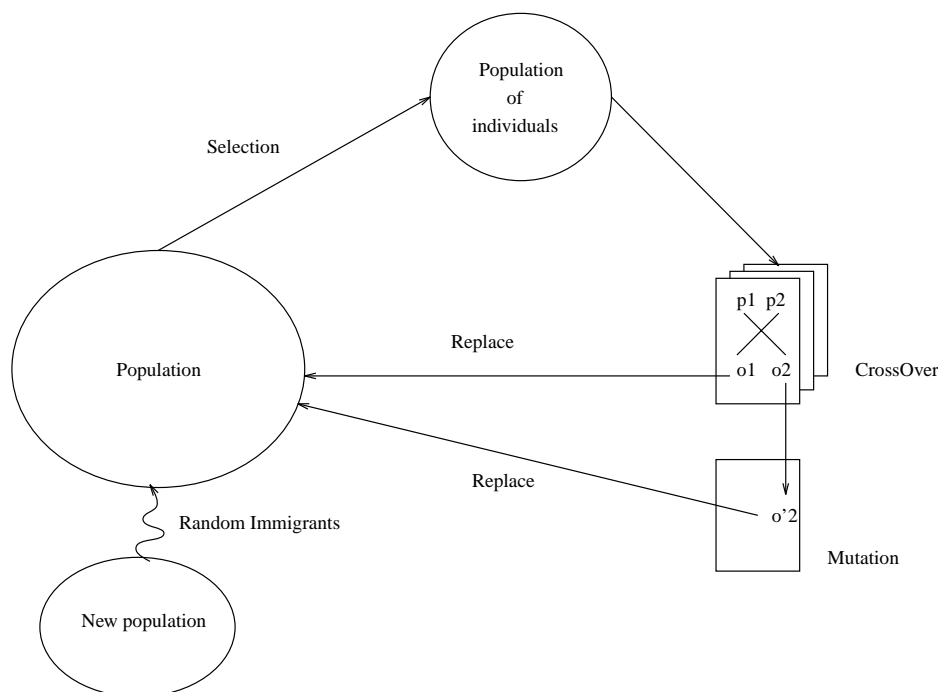 Population
of
individuals
Selection
p1 p2
Replace
Population
o1 o2
CrossOver
Replace
o'2
Random Immigrants
Mutation
New population